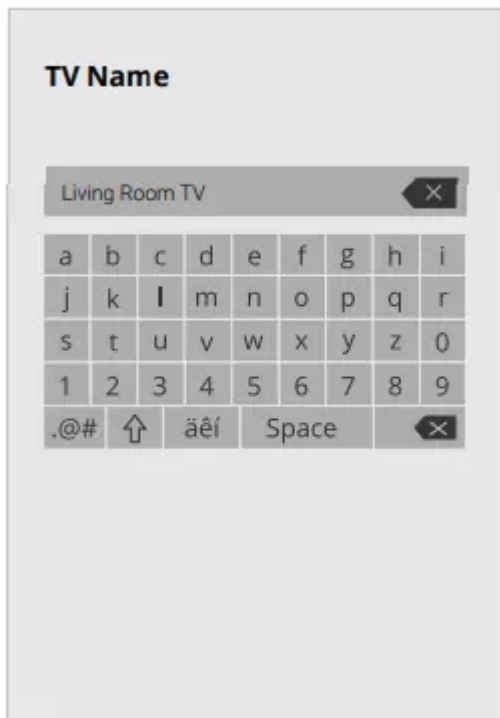 TV Name
Living Room TV
a b c d e f g h i
j k l m n o p q r
s t u v w x y z 0
1 2 3 4 5 6 7 8 9
.@# äêí Space